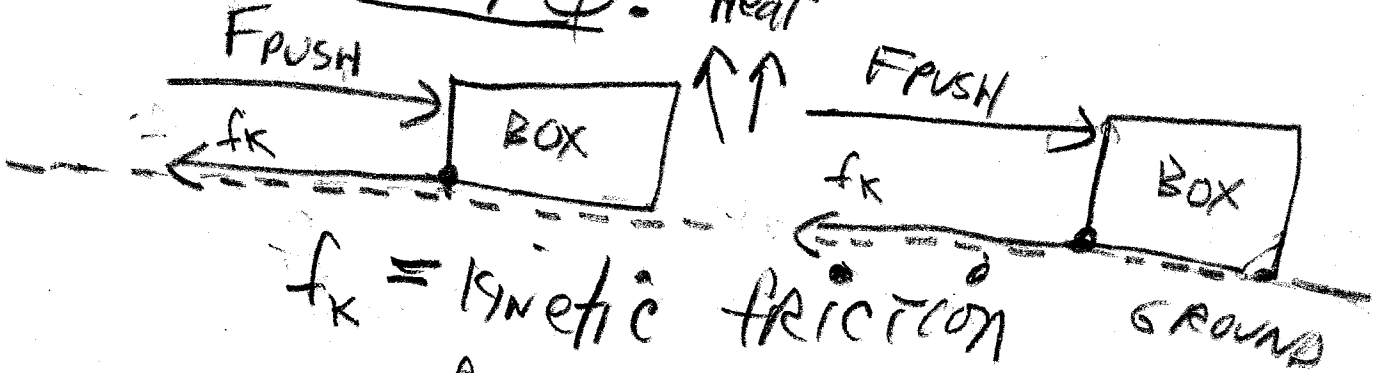 Heat
FPUSH
FPUSH
fK
BOX
fK
BOX
fK = Kinetic friction
GROUND